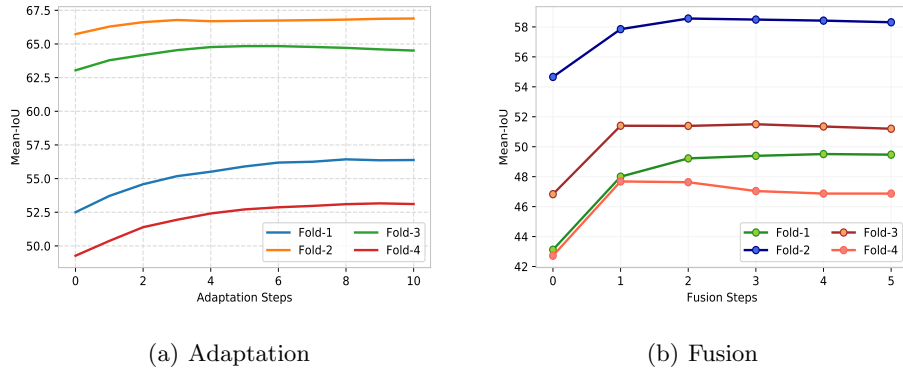 67.5
65.0
62.5
60.0
57.5
55.0
52.5
50.0
Mean-IoU
0 2 4 6 8 10
Adaptation Steps
Fold-1 Fold-3
Fold-2 Fold-4
(a) Adaptation
58
56
54
52
50
48
46
44
42
Mean-IoU
0 1 2 3 4 5
Fusion Steps
Fold-1 Fold-3
Fold-2 Fold-4
(b) Fusion